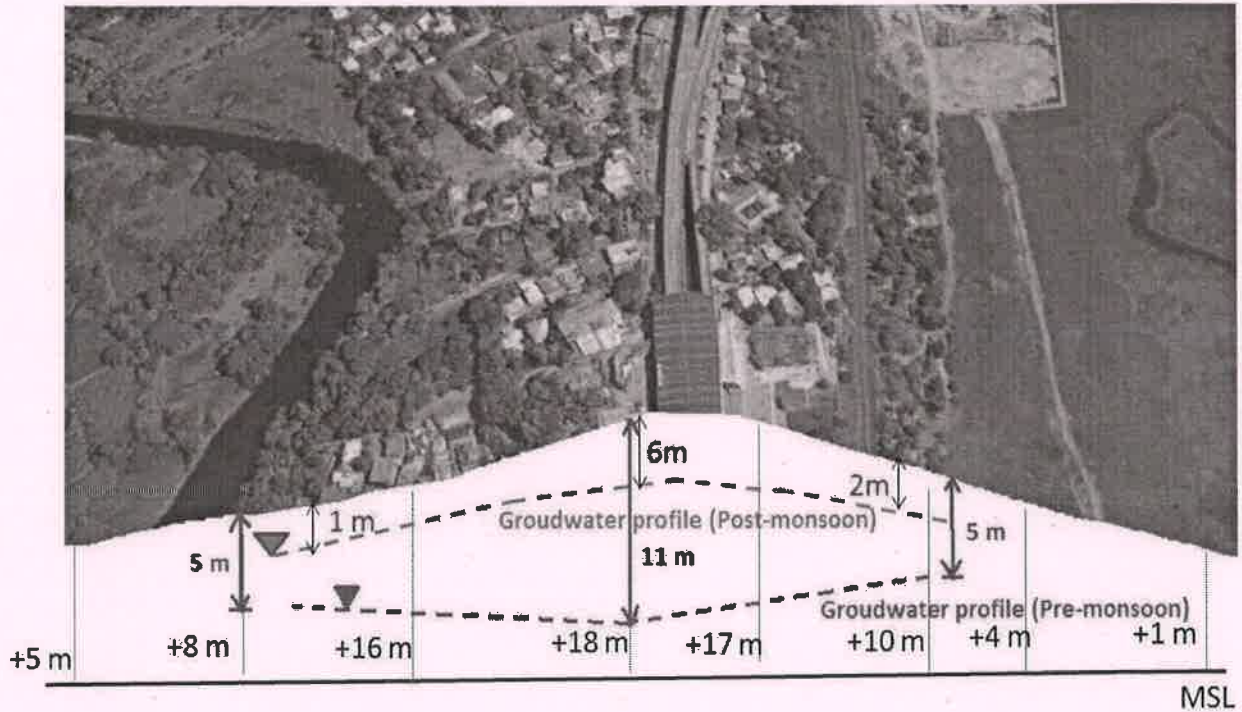 6m
2m
1 m
Groudwater profile (Post-monsoon)
5 m
5 m
11 m
Groudwater profile (Pre-monsoon)
+5 m
+8 m
+16 m
+18 m
+17 m
+10 m
+4 m
+1 m
MSL